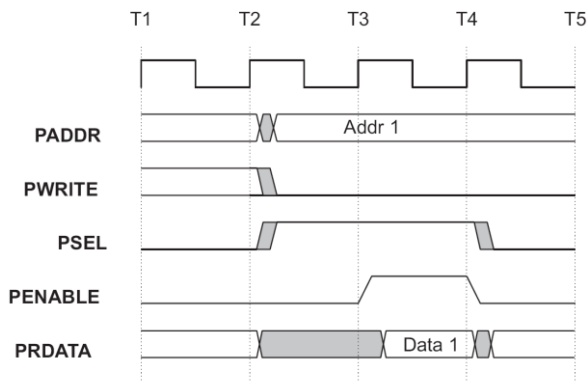 T1 T2 T3 T4 T5
PADDR Addr 1
PWRITE
PSEL
PENABLE
PRDATA Data 1